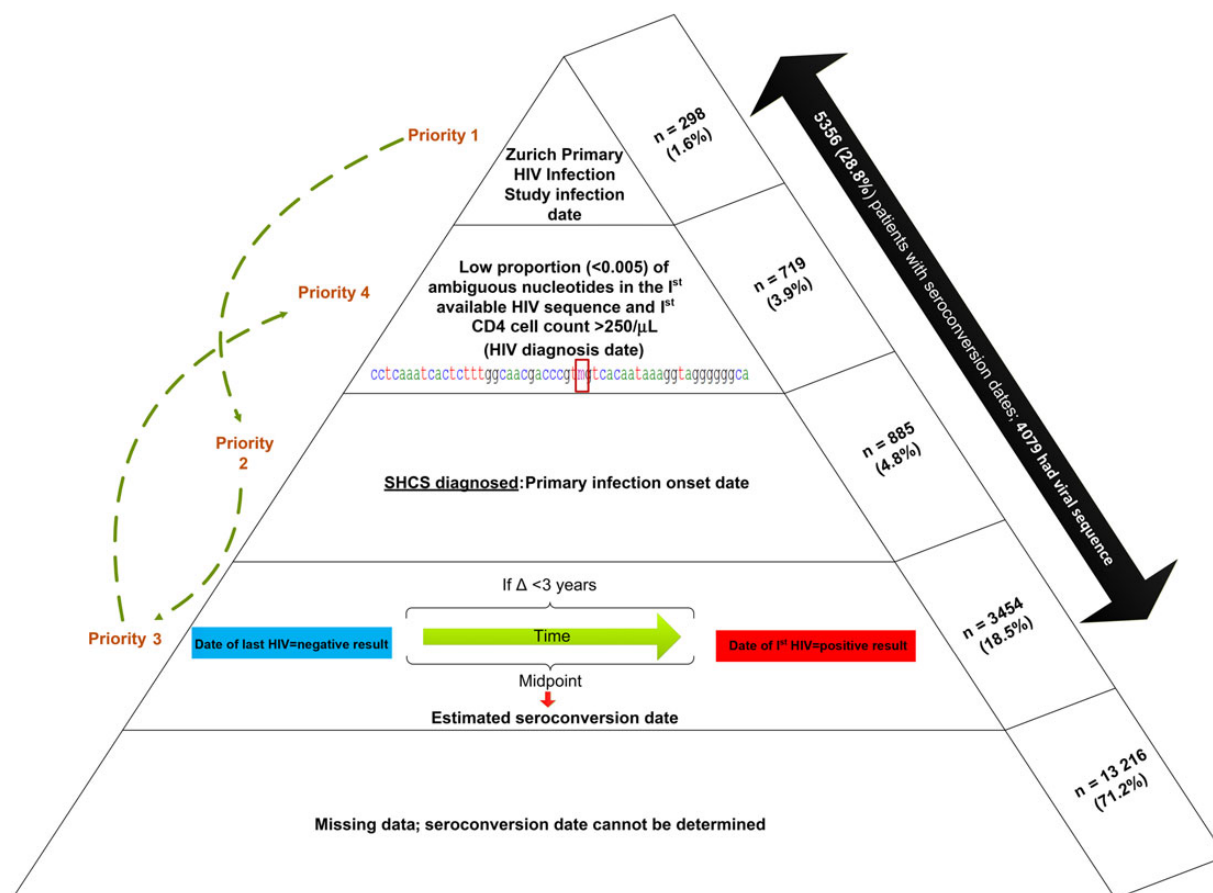 Priority 1
Zurich Primary
HIV Infection
Study infection
date
n = 298
(1.6%)
Priority 4
Low proportion (<0.005) of
ambiguous nucleotides in the Iˢᵗ
available HIV sequence and Iˢᵗ
CD4 cell count >250/μL
(HIV diagnosis date)
cctcaaatcactctttggcaacgacccgtmgtcacaataaaggtaggggggca
n = 719
(3.9%)
Priority
2
SHCS diagnosed:Primary infection onset date
n = 885
(4.8%)
Priority 3
If Δ <3 years
Date of last HIV=negative result
Time
Date of Iˢᵗ HIV=positive result
Midpoint
Estimated seroconversion date
n = 3454
(18.5%)
Missing data; seroconversion date cannot be determined
n = 13 216
(71.2%)
5356 (28.8%) patients with seroconversion dates; 4079 had viral sequence